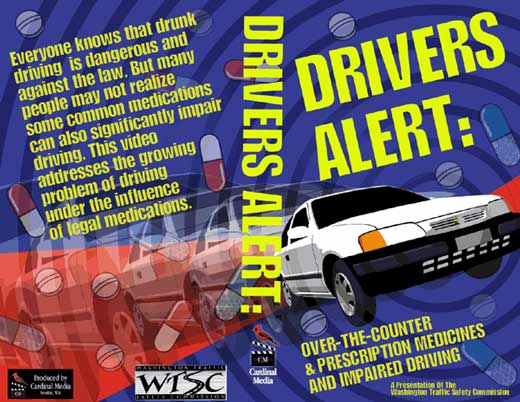 Everyone knows that drunk
driving is dangerous and
against the law. But many
people may not realize
some common medications
can also significantly impair
driving. This video
addresses the growing
problem of driving
under the influence
of legal medications.
Produced by
Cardinal Media
Seattle, WA
CM
WASHINGTON TRAFFIC
WTSC
SAFETY COMMISSION
DRIVERS ALERT:
CM
Cardinal
Media
DRIVERS
ALERT:
OVER-THE-COUNTER
& PRESCRIPTION MEDICINES
AND IMPAIRED DRIVING
A Presentation Of The
Washington Traffic Safety Commission